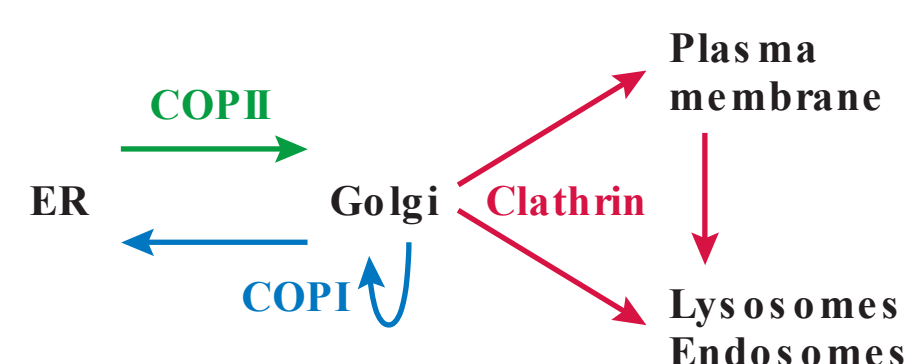 Plasma
membrane
COPII
ER
Golgi
Clathrin
COPI
Lysosomes
Endosomes